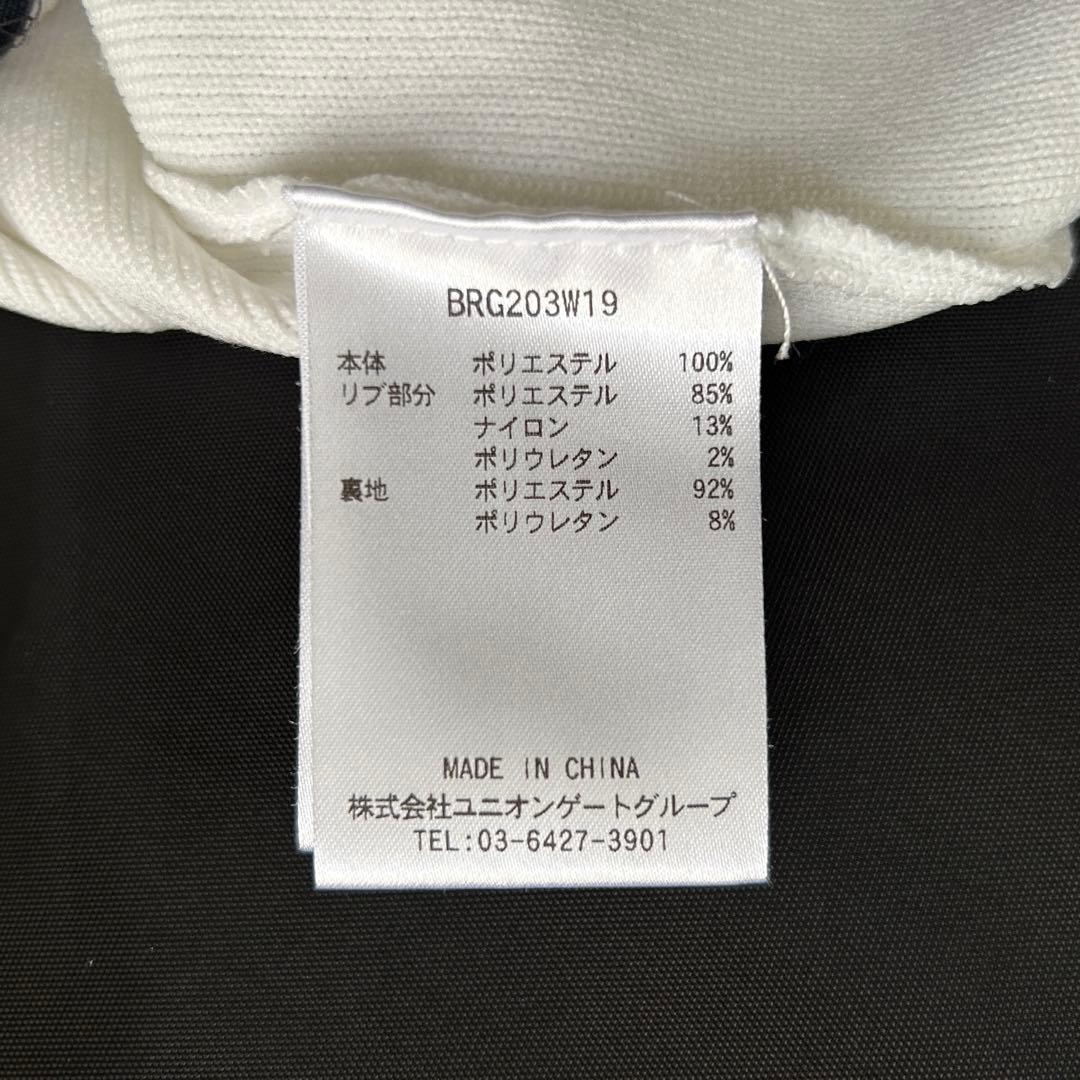 BRG203W19
本体 ポリエステル 100%
リブ部分 ポリエステル 85%
ナイロン 13%
ポリウレタン 2%
裏地 ポリエステル 92%
ポリウレタン 8%
MADE IN CHINA
株式会社ユニオンゲートグループ
TEL:03-6427-3901